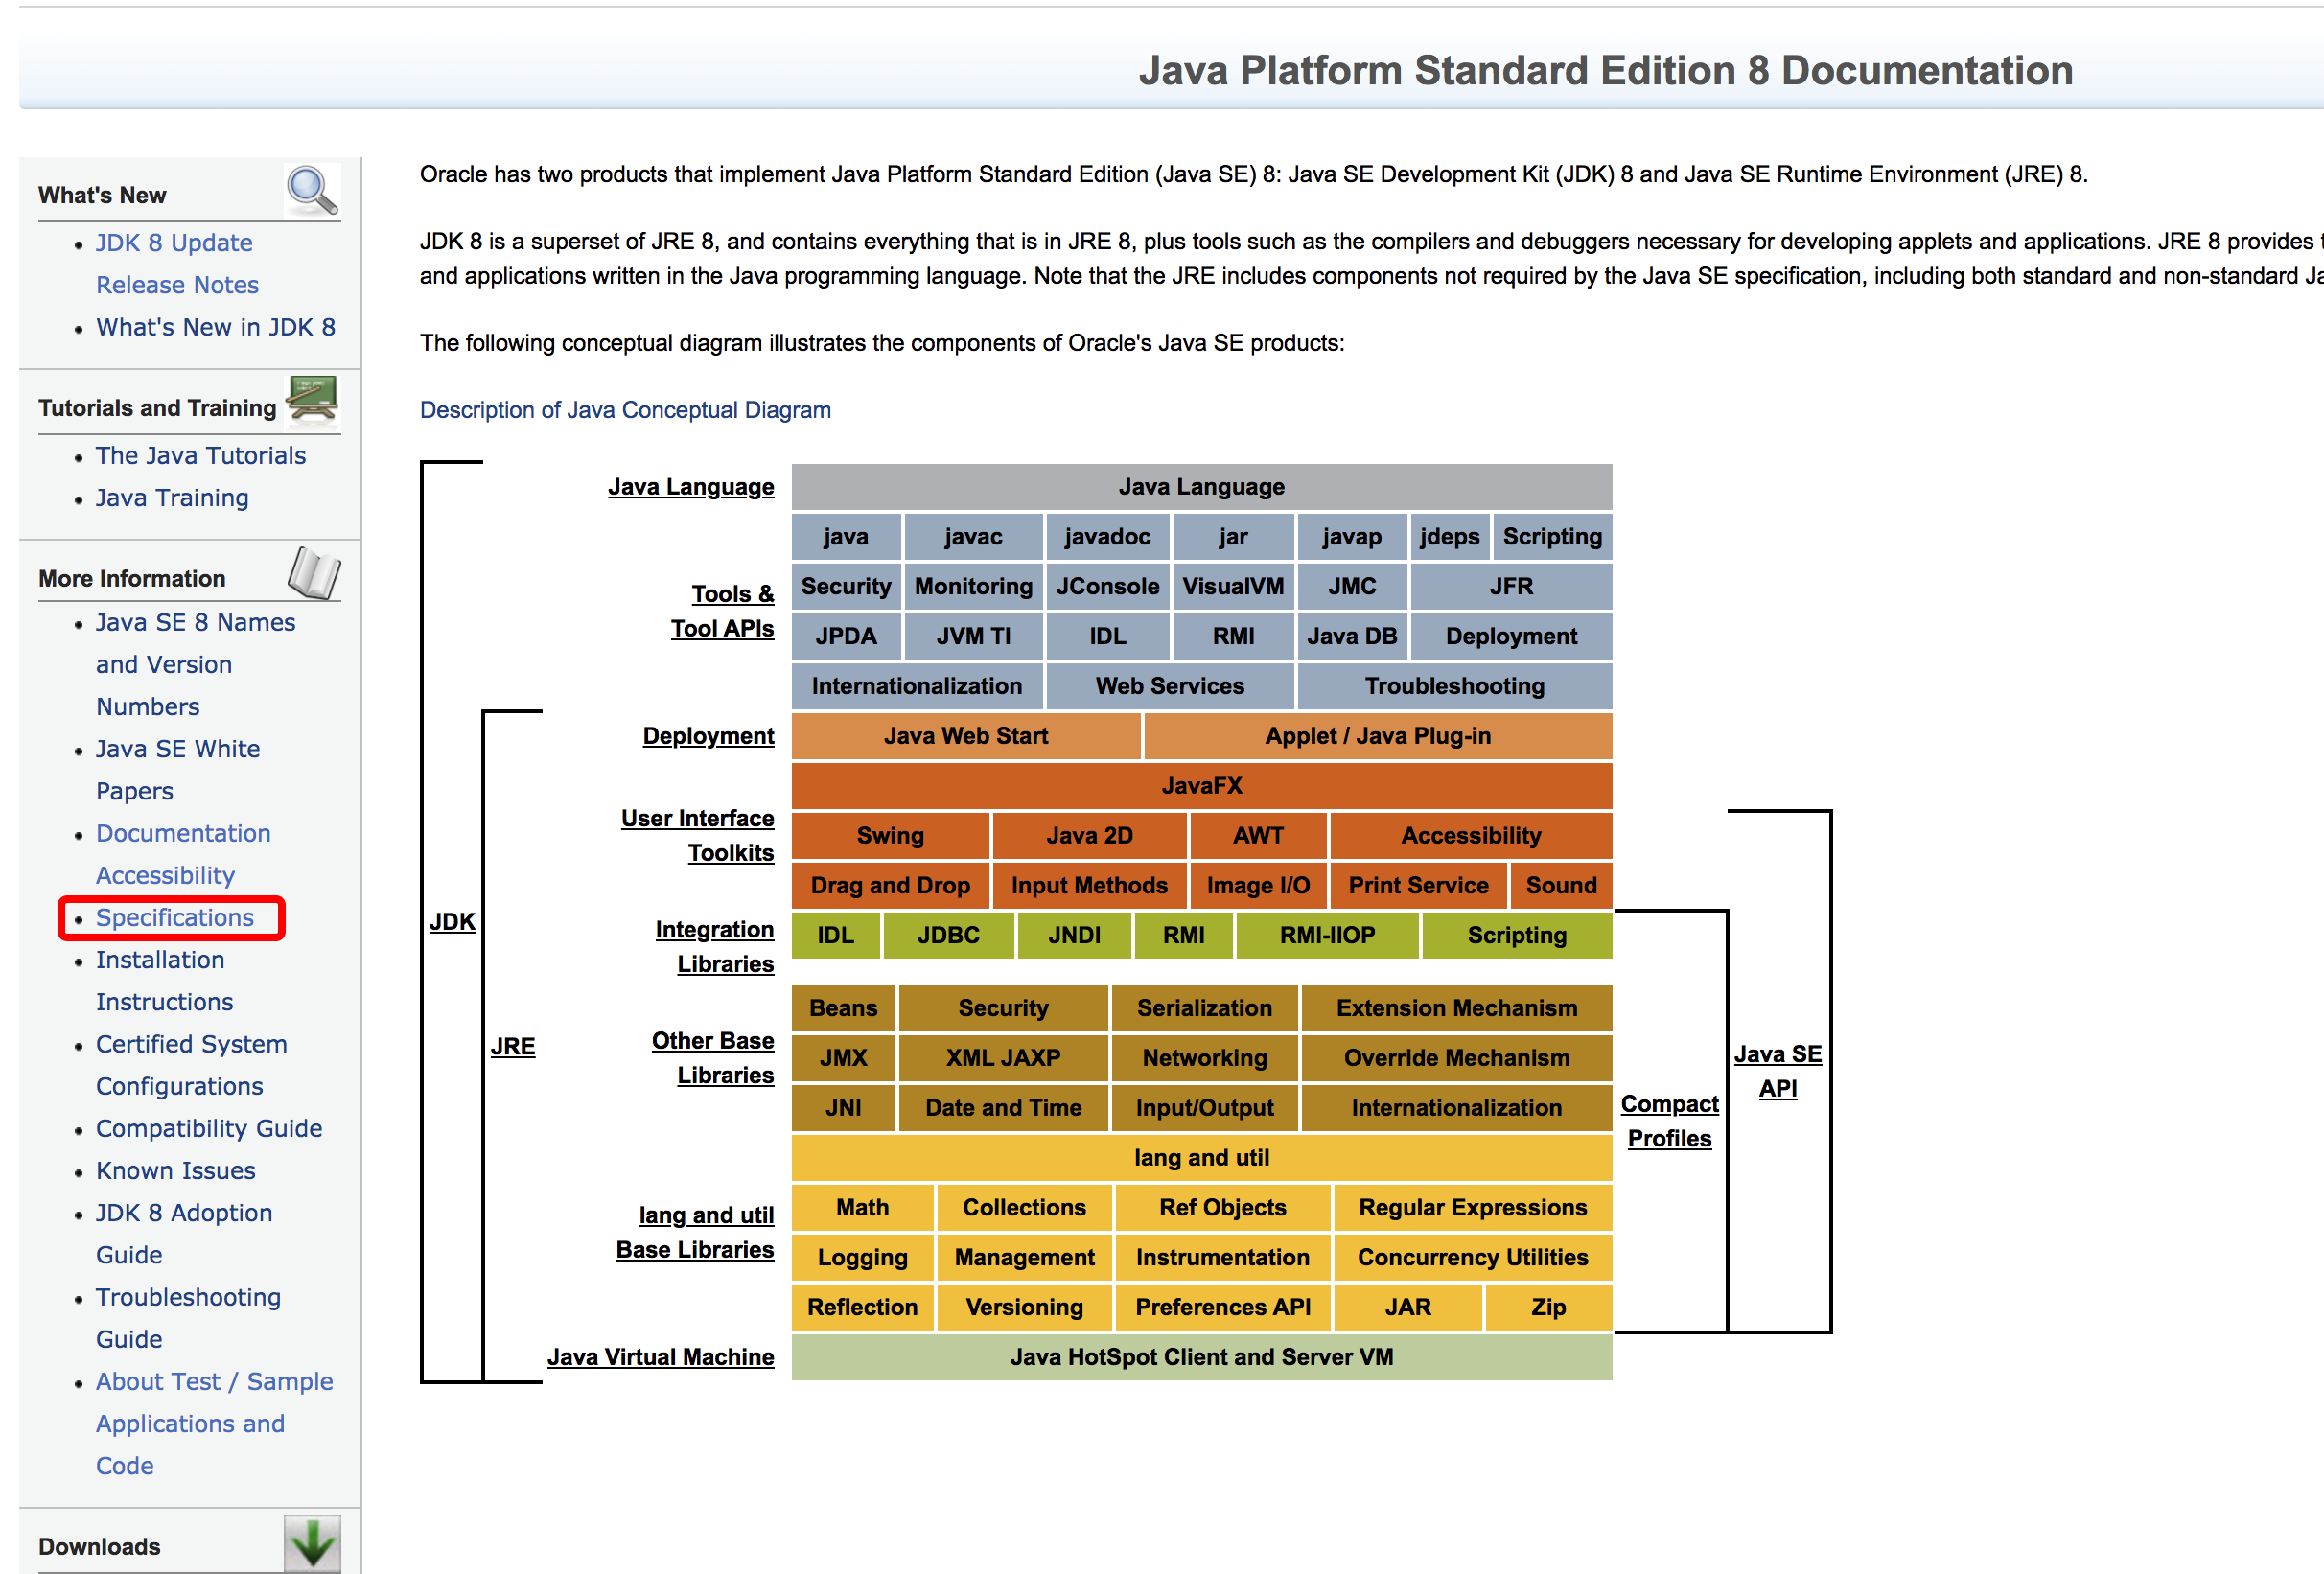 Java Platform Standard Edition 8 Documentation
What's New
JDK 8 Update
Release Notes
What's New in JDK 8
Tutorials and Training
The Java Tutorials
Java Training
More Information
Java SE 8 Names
and Version
Numbers
Java SE White
Papers
Documentation
Accessibility
Specifications
Installation
Instructions
Certified System
Configurations
Compatibility Guide
Known Issues
JDK 8 Adoption
Guide
Troubleshooting
Guide
About Test / Sample
Applications and
Code
Downloads
Oracle has two products that implement Java Platform Standard Edition (Java SE) 8: Java SE Development Kit (JDK) 8 and Java SE Runtime Environment (JRE) 8.
JDK 8 is a superset of JRE 8, and contains everything that is in JRE 8, plus tools such as the compilers and debuggers necessary for developing applets and applications. JRE 8 provides
and applications written in the Java programming language. Note that the JRE includes components not required by the Java SE specification, including both standard and non-standard
The following conceptual diagram illustrates the components of Oracle's Java SE products:
Description of Java Conceptual Diagram
Java Language Java Language
java javac javadoc jar javap jdeps Scripting
Tools &
Tool APIs
Security Monitoring JConsole VisualVM JMC JFR
JPDA JVM TI IDL RMI Java DB Deployment
Internationalization Web Services Troubleshooting
Deployment Java Web Start Applet / Java Plug-in
JavaFX
User Interface
Toolkits
Swing Java 2D AWT Accessibility
Drag and Drop Input Methods Image I/O Print Service Sound
JDK
Integration
Libraries
IDL JDBC JNDI RMI RMI-IIOP Scripting
JRE
Other Base
Libraries
Beans Security Serialization Extension Mechanism
JMX XML JAXP Networking Override Mechanism
JNI Date and Time Input/Output Internationalization
Java SE
API
Compact
Profiles
lang and util
lang and util
Base Libraries
Math Collections Ref Objects Regular Expressions
Logging Management Instrumentation Concurrency Utilities
Reflection Versioning Preferences API JAR Zip
Java Virtual Machine Java HotSpot Client and Server VM